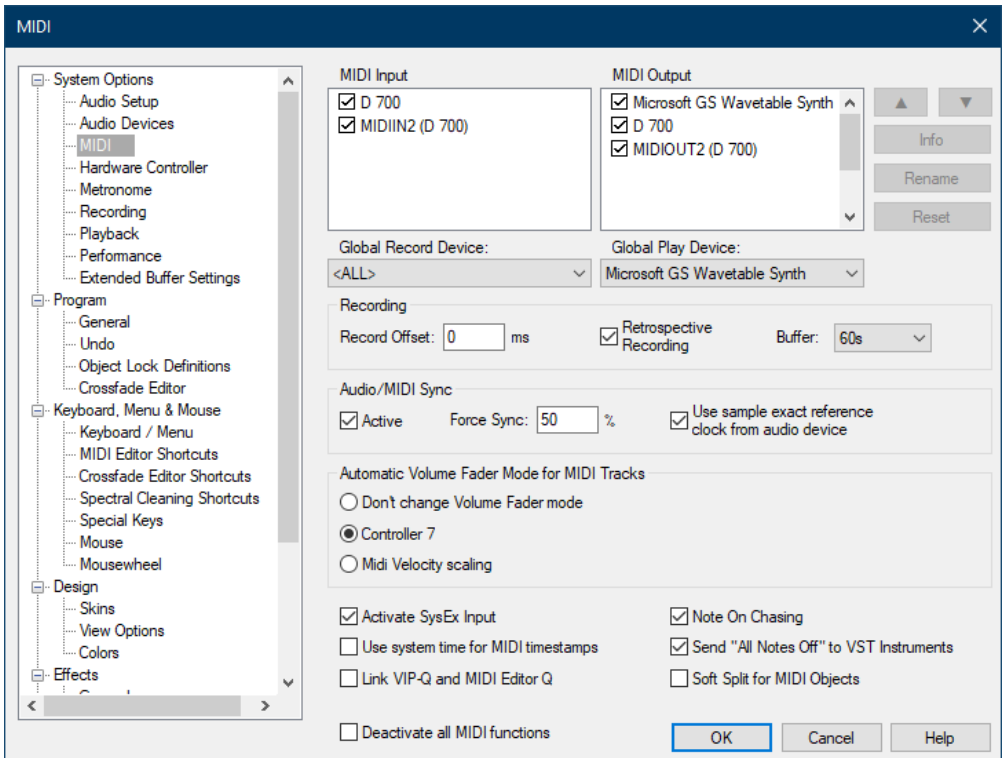 MIDI
System Options
Audio Setup
Audio Devices
MIDI
Hardware Controller
Metronome
Recording
Playback
Performance
Extended Buffer Settings
Program
General
Undo
Object Lock Definitions
Crossfade Editor
Keyboard, Menu & Mouse
Keyboard / Menu
MIDI Editor Shortcuts
Crossfade Editor Shortcuts
Spectral Cleaning Shortcuts
Special Keys
Mouse
Mousewheel
Design
Skins
View Options
Colors
Effects
MIDI Input
D 700
MIDIIN2 (D 700)
MIDI Output
Microsoft GS Wavetable Synth
D 700
MIDIOUT2 (D 700)
Info
Rename
Reset
Global Record Device:
<ALL>
Global Play Device:
Microsoft GS Wavetable Synth
Recording
Record Offset: 0 ms
Retrospective
Recording
Buffer: 60s
Audio/MIDI Sync
Active
Force Sync: 50 %
Use sample exact reference
clock from audio device
Automatic Volume Fader Mode for MIDI Tracks
Don't change Volume Fader mode
Controller 7
Midi Velocity scaling
Activate SysEx Input
Note On Chasing
Use system time for MIDI timestamps
Send "All Notes Off" to VST Instruments
Link VIP-Q and MIDI Editor Q
Soft Split for MIDI Objects
Deactivate all MIDI functions
OK
Cancel
Help